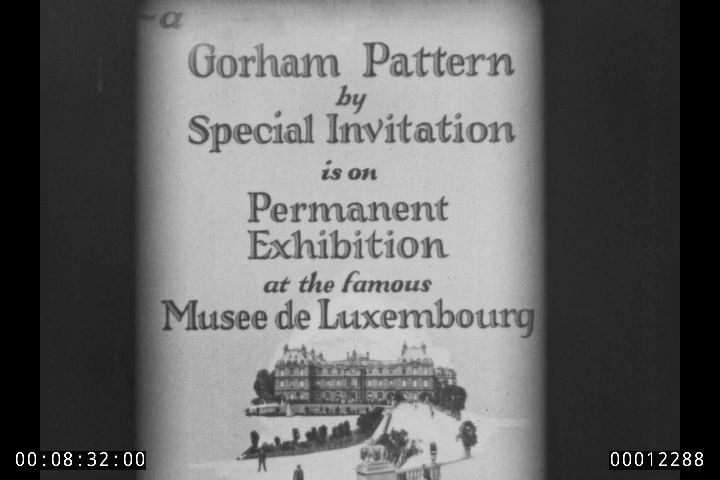 a
Gorham Pattern
by
Special Invitation
is on
Permanent
Exhibition
at the famous
Musee de Luxembourg
00:08:32:00
00012288